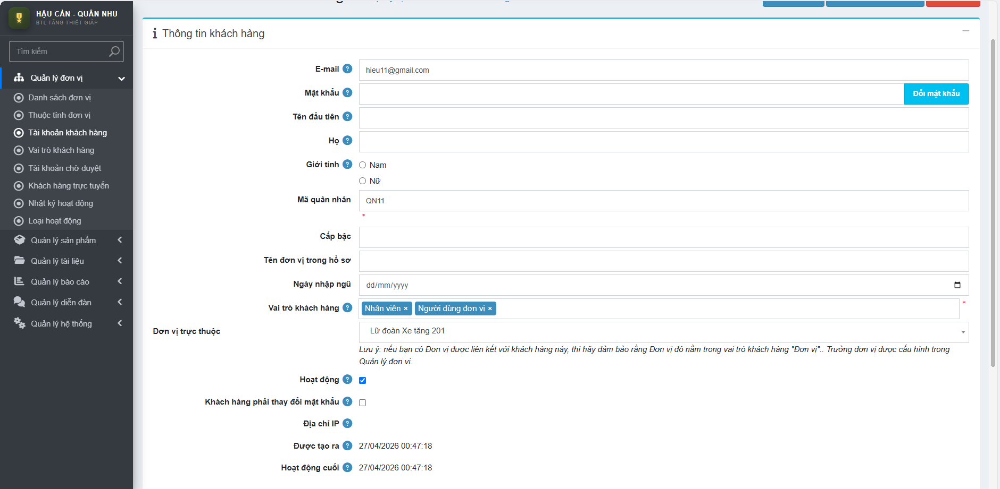 HẬU CẦN - QUÂN NHU
BTL TĂNG THIẾT GIÁP
Tìm kiếm
Quản lý đơn vị
Danh sách đơn vị
Thuộc tính đơn vị
Tài khoản khách hàng
Vai trò khách hàng
Tài khoản chờ duyệt
Khách hàng trực tuyến
Nhật ký hoạt động
Loại hoạt động
Quản lý sản phẩm
Quản lý tài liệu
Quản lý báo cáo
Quản lý diễn đàn
Quản lý hệ thống
Thông tin khách hàng
E-mail ? hieu11@gmail.com
Mật khẩu ? Đổi mật khẩu
Tên đầu tiên ?
Họ ?
Giới tính ? Nam
Nữ
Mã quân nhân QN11
*
Cấp bậc
Tên đơn vị trong hồ sơ
Ngày nhập ngũ dd/mm/yyyy
Vai trò khách hàng ? Nhân viên × Người dùng đơn vị × *
Đơn vị trực thuộc Lữ đoàn Xe tăng 201
Lưu ý: nếu bạn có Đơn vị được liên kết với khách hàng này, thì hãy đảm bảo rằng Đơn vị đó nằm trong vai trò khách hàng "Đơn vị".. Trưởng đơn vị được cấu hình trong
Quản lý đơn vị.
Hoạt động ?
Khách hàng phải thay đổi mật khẩu ?
Địa chỉ IP ?
Được tạo ra ? 27/04/2026 00:47:18
Hoạt động cuối ? 27/04/2026 00:47:18